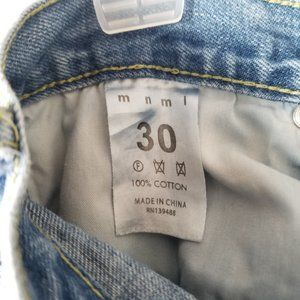 mnml
30
F
100% COTTON
MADE IN CHINA
RN139488